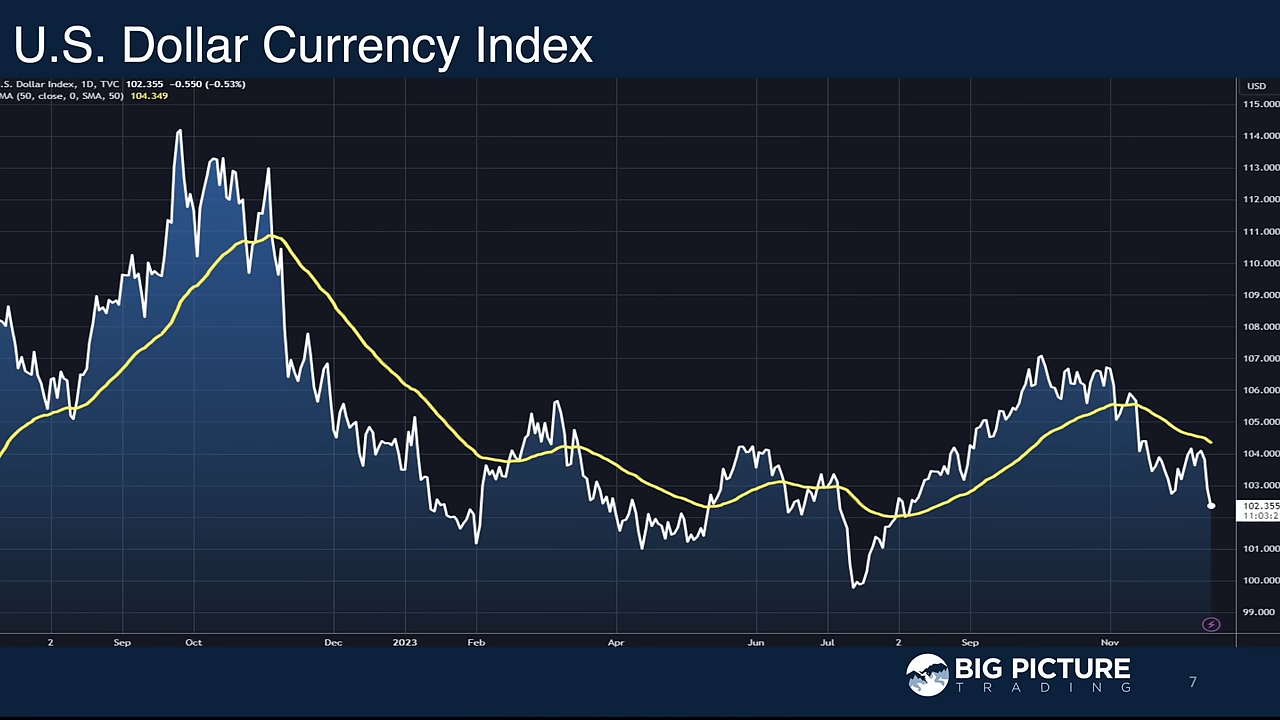 U.S. Dollar Currency Index
.S. Dollar Index, 1D, TVC 102.355 −0.550 (−0.53%)
MA (50, close, 0, SMA, 50) 104.349
USD
115.000
114.000
113.000
112.000
111.000
110.000
109.000
108.000
107.000
106.000
105.000
104.000
103.000
102.355
11:03:2
101.000
100.000
99.000
2 Sep Oct Dec 2023 Feb Apr Jun Jul 2 Sep Nov
BIG PICTURE
TRADING
7